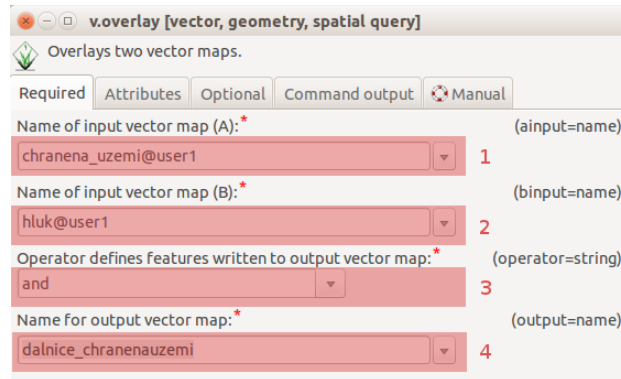 v.overlay [vector, geometry, spatial query]
Overlays two vector maps.
Required Attributes Optional Command output Manual
Name of input vector map (A):* (ainput=name)
chranena_uzemi@user1 1
Name of input vector map (B):* (binput=name)
hluk@user1 2
Operator defines features written to output vector map:* (operator=string)
and 3
Name for output vector map:* (output=name)
dalnice_chranenauzemi 4